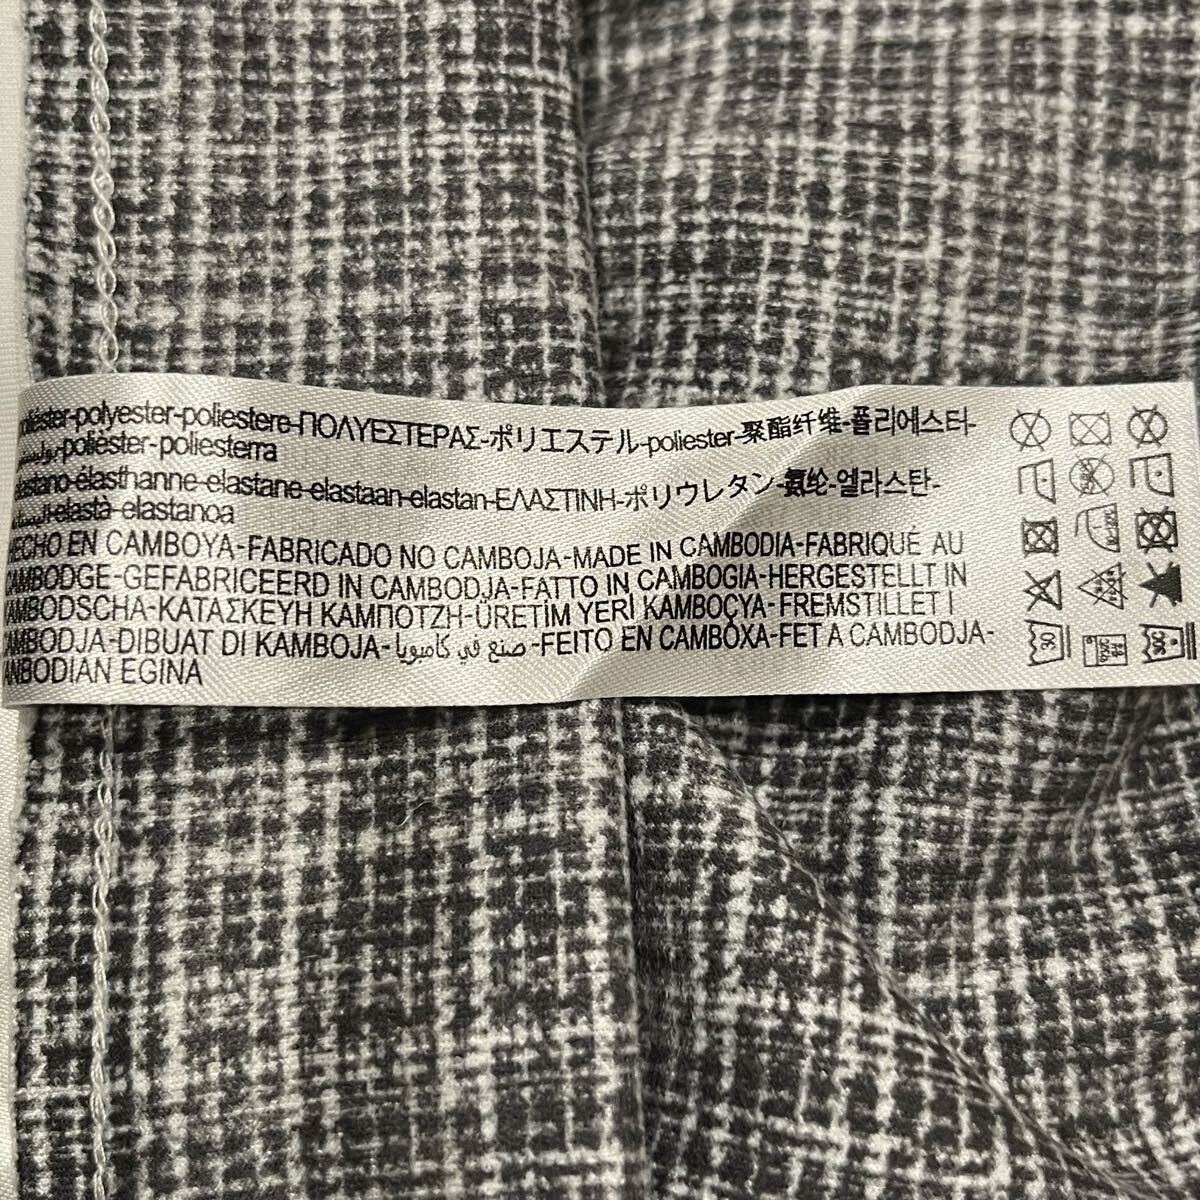 poliéster-polyester-poliestere-ΠΟΛΥΕΣΤΕΡΑΣ-ポリエステル-poliester-聚酯纤维-폴리에스터-
polièster-poliesterra
elastano-élasthanne-elastane-elastaan-elastan-ΕΛΑΣΤΙΝΗ-ポリウレタン-氨纶-엘라스탄-
elastà-elastanoa
HECHO EN CAMBOYA-FABRICADO NO CAMBOJA-MADE IN CAMBODIA-FABRIQUÉ AU
CAMBODGE-GEFABRICEERD IN CAMBODJA-FATTO IN CAMBOGIA-HERGESTELLT IN
KAMBODSCHA-ΚΑΤΑΣΚΕΥΗ ΚΑΜΠΟΤΖΗ-ÜRETİM YERİ KAMBOÇYA-FREMSTILLET I
CAMBODJA-DIBUAT DI KAMBOJA-صنع في كامبوديا-FEITO EN CAMBOXA-FET A CAMBODJA-
KANBODIAN EGINA